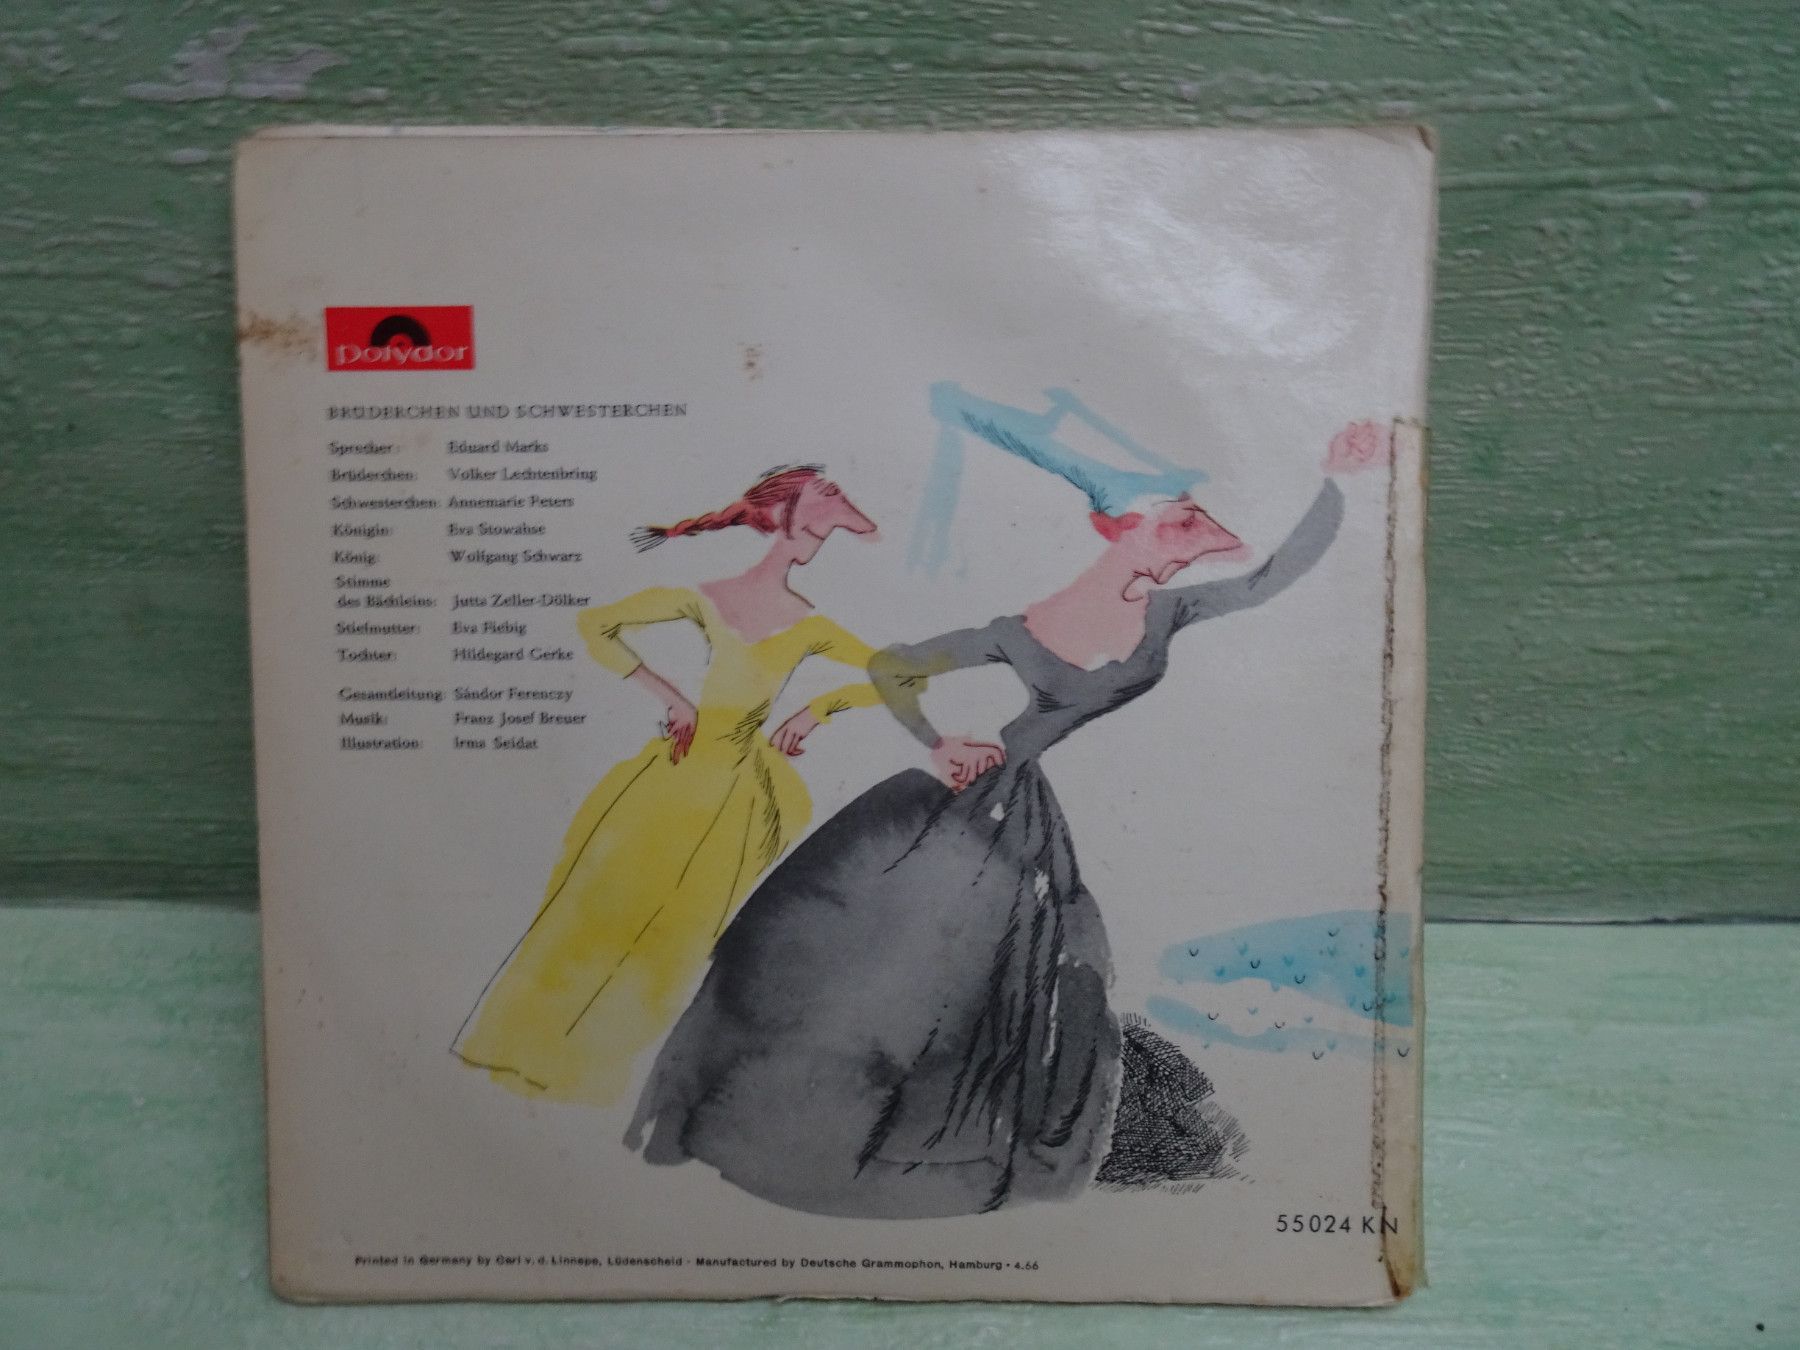 Polydor
BRÜDERCHEN UND SCHWESTERCHEN
Sprecher: Eduard Marks
Brüderchen: Volker Lechtenbring
Schwesterchen: Annemarie Peters
Königin: Eva Stowahse
König: Wolfgang Schwarz
Stimme
des Bächleins: Jutta Zeller-Dölker
Stiefmutter: Eva Fiebig
Tochter: Hildegard Gerke
Gesamtleitung: Sándor Ferenczy
Musik: Franz Josef Breuer
Illustration: Irma Seidat
55024 KN
Printed in Germany by Carl v. d. Linnepe, Lüdenscheid · Manufactured by Deutsche Grammophon, Hamburg · 4.66